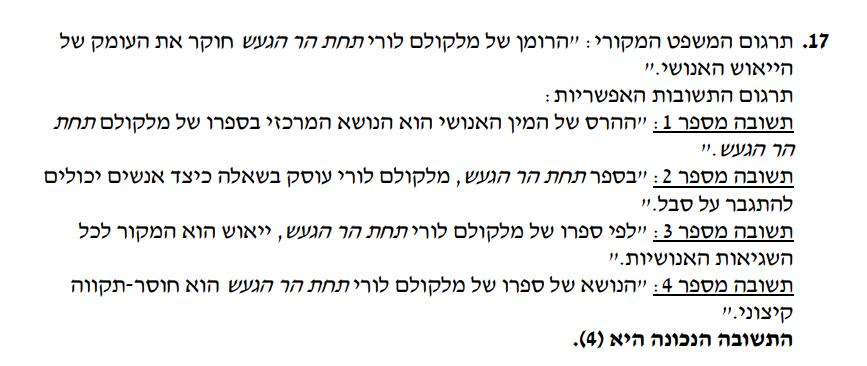 17. תרגום המשפט המקורי: "הרומן של מלקולם לורי תחת הר הגעש חוקר את העומק של
הייאוש האנושי."
תרגום התשובות האפשריות:
תשובה מספר 1: "ההרס של המין האנושי הוא הנושא המרכזי בספרו של מלקולם תחת
הר הגעש."
תשובה מספר 2: "בספר תחת הר הגעש, מלקולם לורי עוסק בשאלה כיצד אנשים יכולים
להתגבר על סבל."
תשובה מספר 3: "לפי ספרו של מלקולם לורי תחת הר הגעש, ייאוש הוא המקור לכל
השגיאות האנושיות."
תשובה מספר 4: "הנושא של ספרו של מלקולם לורי תחת הר הגעש הוא חוסר-תקווה
קיצוני."
התשובה הנכונה היא (4).